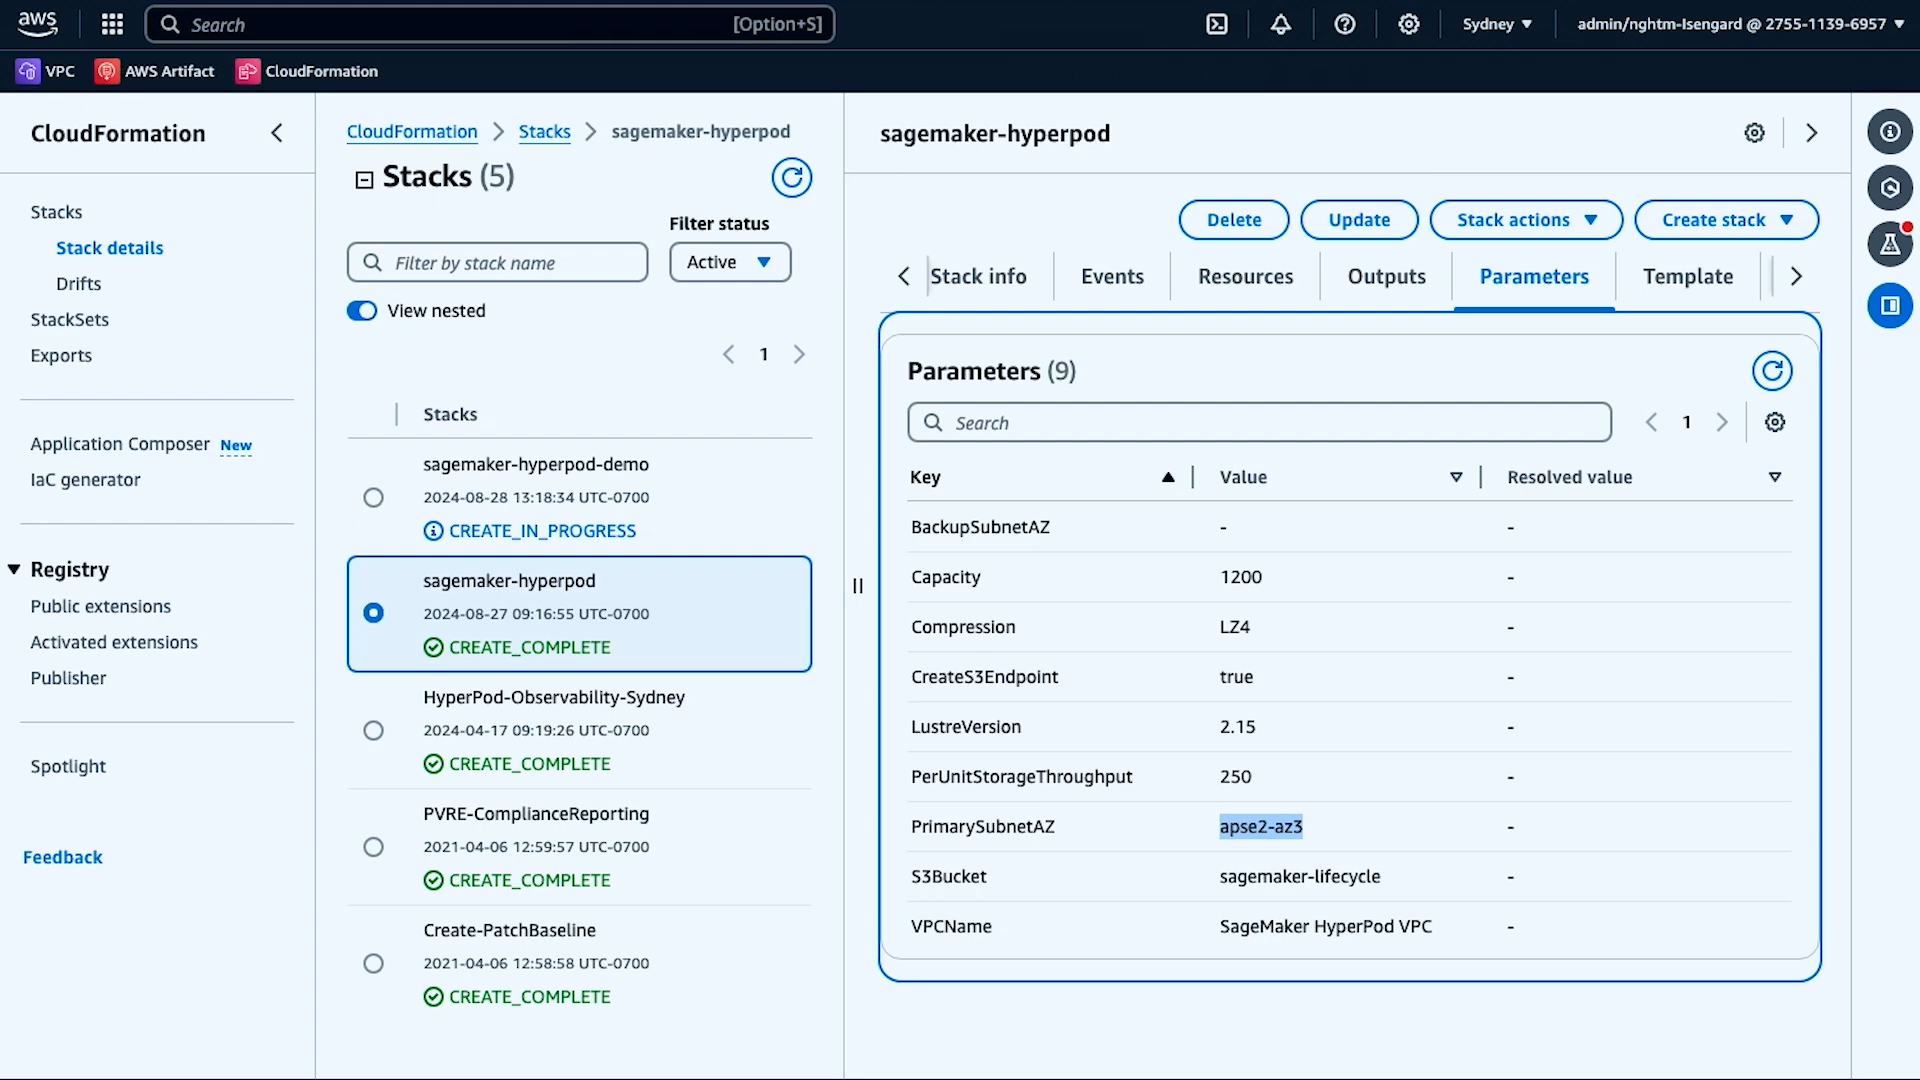 aws
Search [Option+S]
Sydney
admin/nghtm-Isengard @ 2755-1139-6957
VPC
AWS Artifact
CloudFormation
CloudFormation
Stacks
Stack details
Drifts
StackSets
Exports
Application Composer New
IaC generator
Registry
Public extensions
Activated extensions
Publisher
Spotlight
Feedback
CloudFormation
Stacks
sagemaker-hyperpod
Stacks (5)
Filter status
Filter by stack name
Active
View nested
1
Stacks
sagemaker-hyperpod-demo
2024-08-28 13:18:34 UTC-0700
CREATE_IN_PROGRESS
sagemaker-hyperpod
2024-08-27 09:16:55 UTC-0700
CREATE_COMPLETE
HyperPod-Observability-Sydney
2024-04-17 09:19:26 UTC-0700
CREATE_COMPLETE
PVRE-ComplianceReporting
2021-04-06 12:59:57 UTC-0700
CREATE_COMPLETE
Create-PatchBaseline
2021-04-06 12:58:58 UTC-0700
CREATE_COMPLETE
sagemaker-hyperpod
Delete
Update
Stack actions
Create stack
Stack info
Events
Resources
Outputs
Parameters
Template
Parameters (9)
Search
1
Key Value Resolved value
BackupSubnetAZ - -
Capacity 1200 -
Compression LZ4 -
CreateS3Endpoint true -
LustreVersion 2.15 -
PerUnitStorageThroughput 250 -
PrimarySubnetAZ apse2-az3 -
S3Bucket sagemaker-lifecycle -
VPCName SageMaker HyperPod VPC -